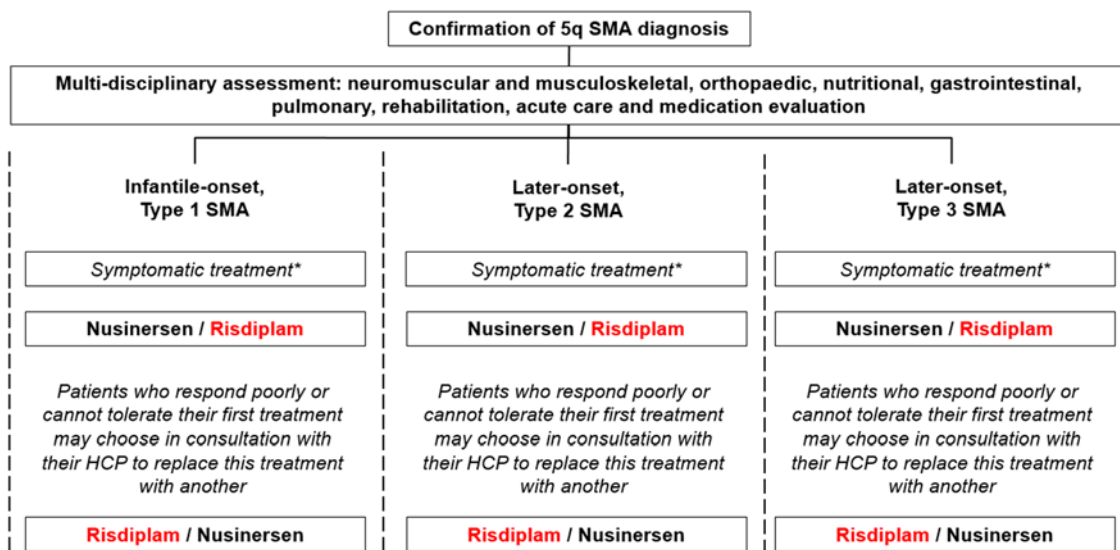 Confirmation of 5q SMA diagnosis
Multi-disciplinary assessment: neuromuscular and musculoskeletal, orthopaedic, nutritional, gastrointestinal,
pulmonary, rehabilitation, acute care and medication evaluation
Infantile-onset,
Type 1 SMA
Symptomatic treatment*
Nusinersen / Risdiplam
Patients who respond poorly or
cannot tolerate their first treatment
may choose in consultation with
their HCP to replace this treatment
with another
Risdiplam / Nusinersen
Later-onset,
Type 2 SMA
Symptomatic treatment*
Nusinersen / Risdiplam
Patients who respond poorly or
cannot tolerate their first treatment
may choose in consultation with
their HCP to replace this treatment
with another
Risdiplam / Nusinersen
Later-onset,
Type 3 SMA
Symptomatic treatment*
Nusinersen / Risdiplam
Patients who respond poorly or
cannot tolerate their first treatment
may choose in consultation with
their HCP to replace this treatment
with another
Risdiplam / Nusinersen